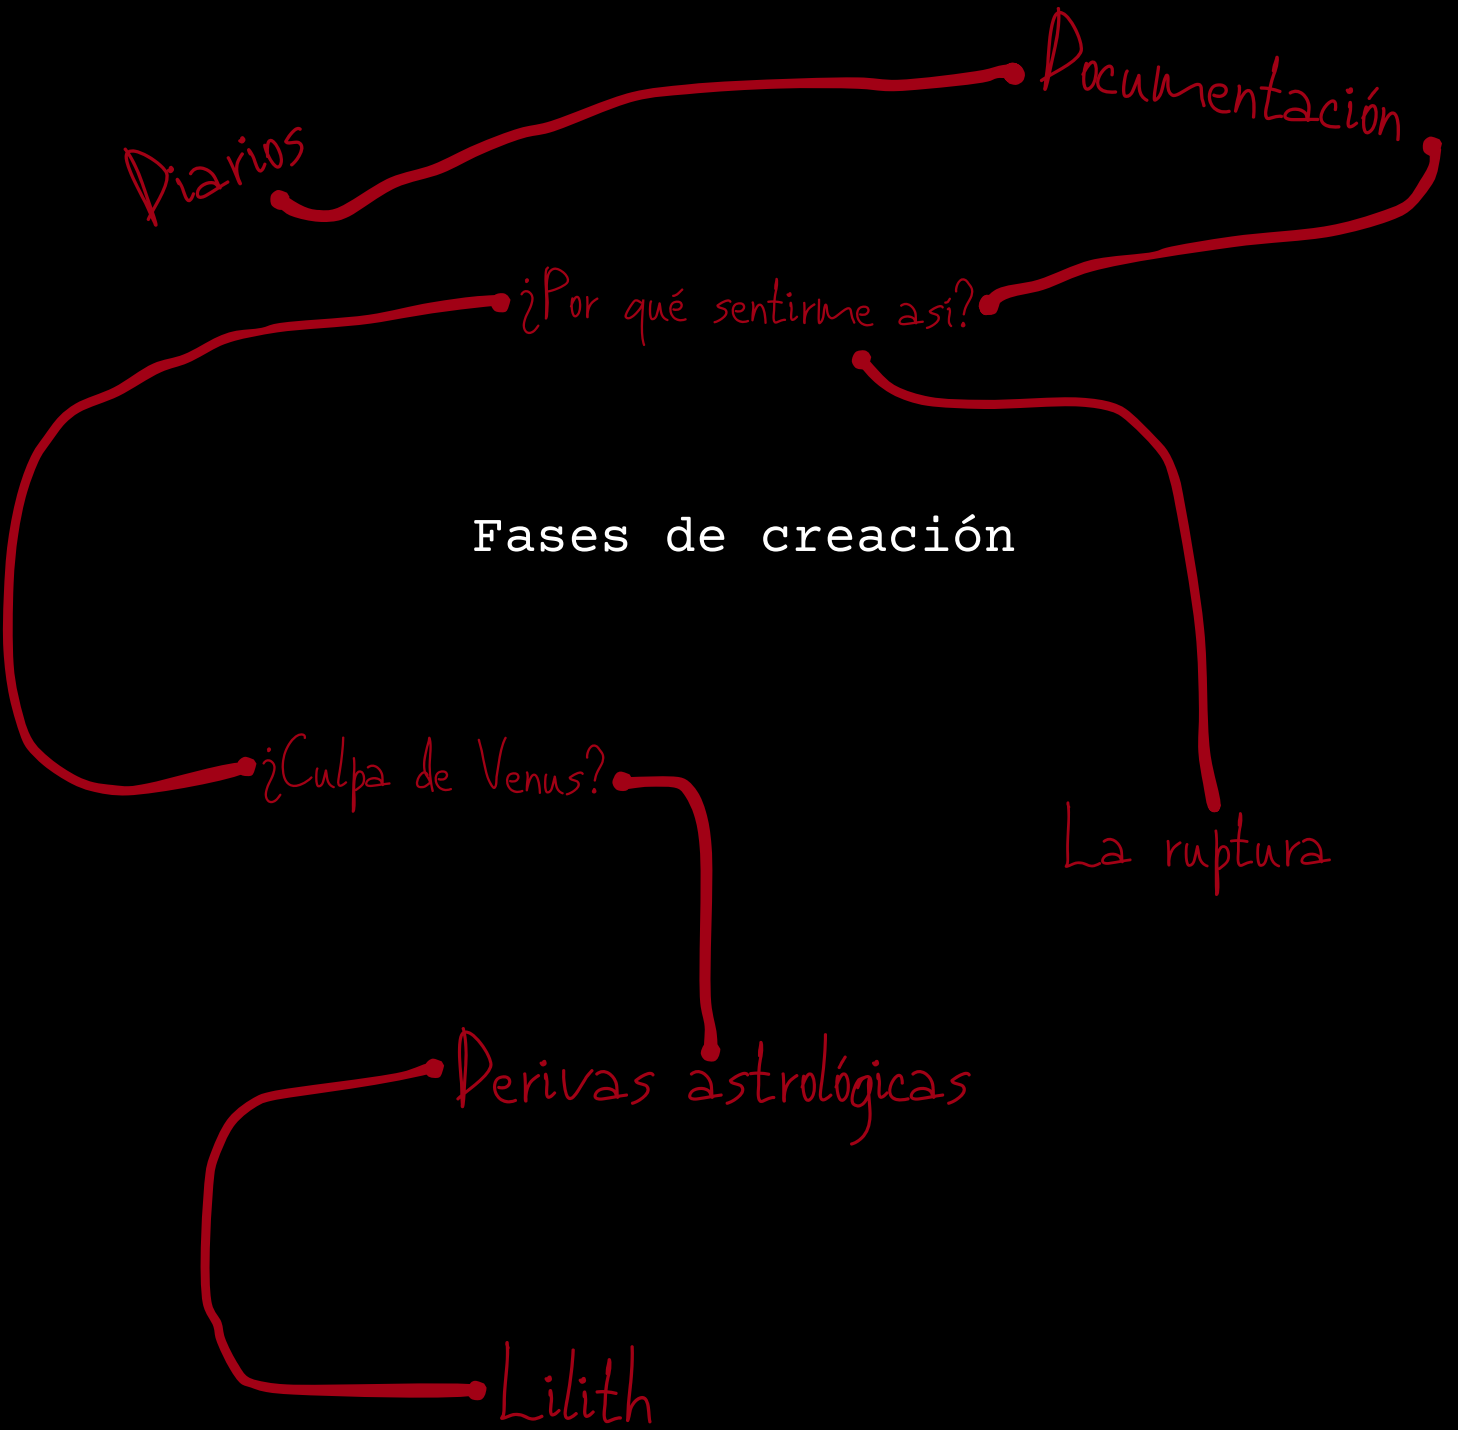 Documentación
Diarios
¿Por qué sentirme así?
Fases de creación
¿Culpa de Venus?
La ruptura
Derivas astrológicas
Lilith